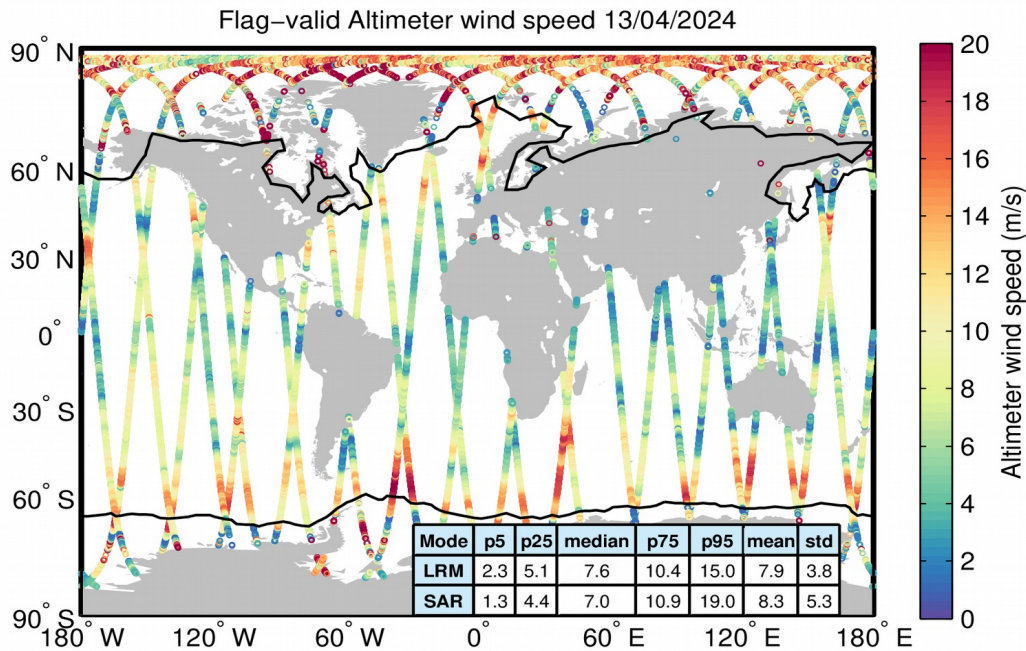 Flag-valid Altimeter wind speed 13/04/2024
90° N
60° N
30° N
0°
30° S
60° S
90° S
180° W
120° W
60° W
0°
60° E
120° E
180° E
Mode p5 p25 median p75 p95 mean std
LRM 2.3 5.1 7.6 10.4 15.0 7.9 3.8
SAR 1.3 4.4 7.0 10.9 19.0 8.3 5.3
20
18
16
14
12
10
8
6
4
2
0
Altimeter wind speed (m/s)